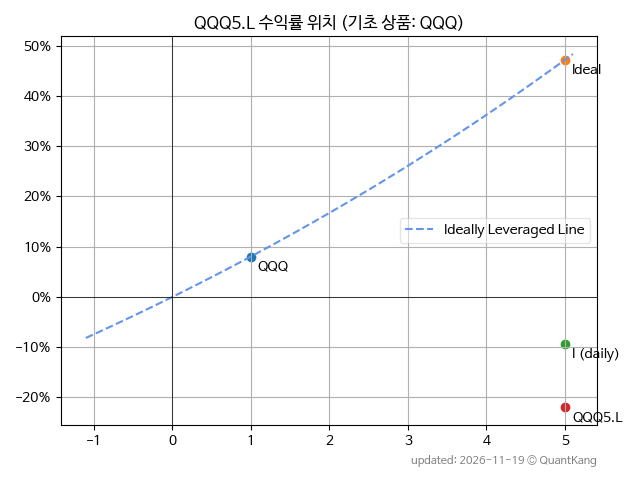 QQQ5.L 수익률 위치 (기초 상품: QQQ)
50%
40%
30%
20%
10%
0%
−10%
−20%
Ideal
Ideally Leveraged Line
QQQ
I (daily)
QQQ5.L
−1
0
1
2
3
4
5
updated: 2026-11-19 © QuantKang